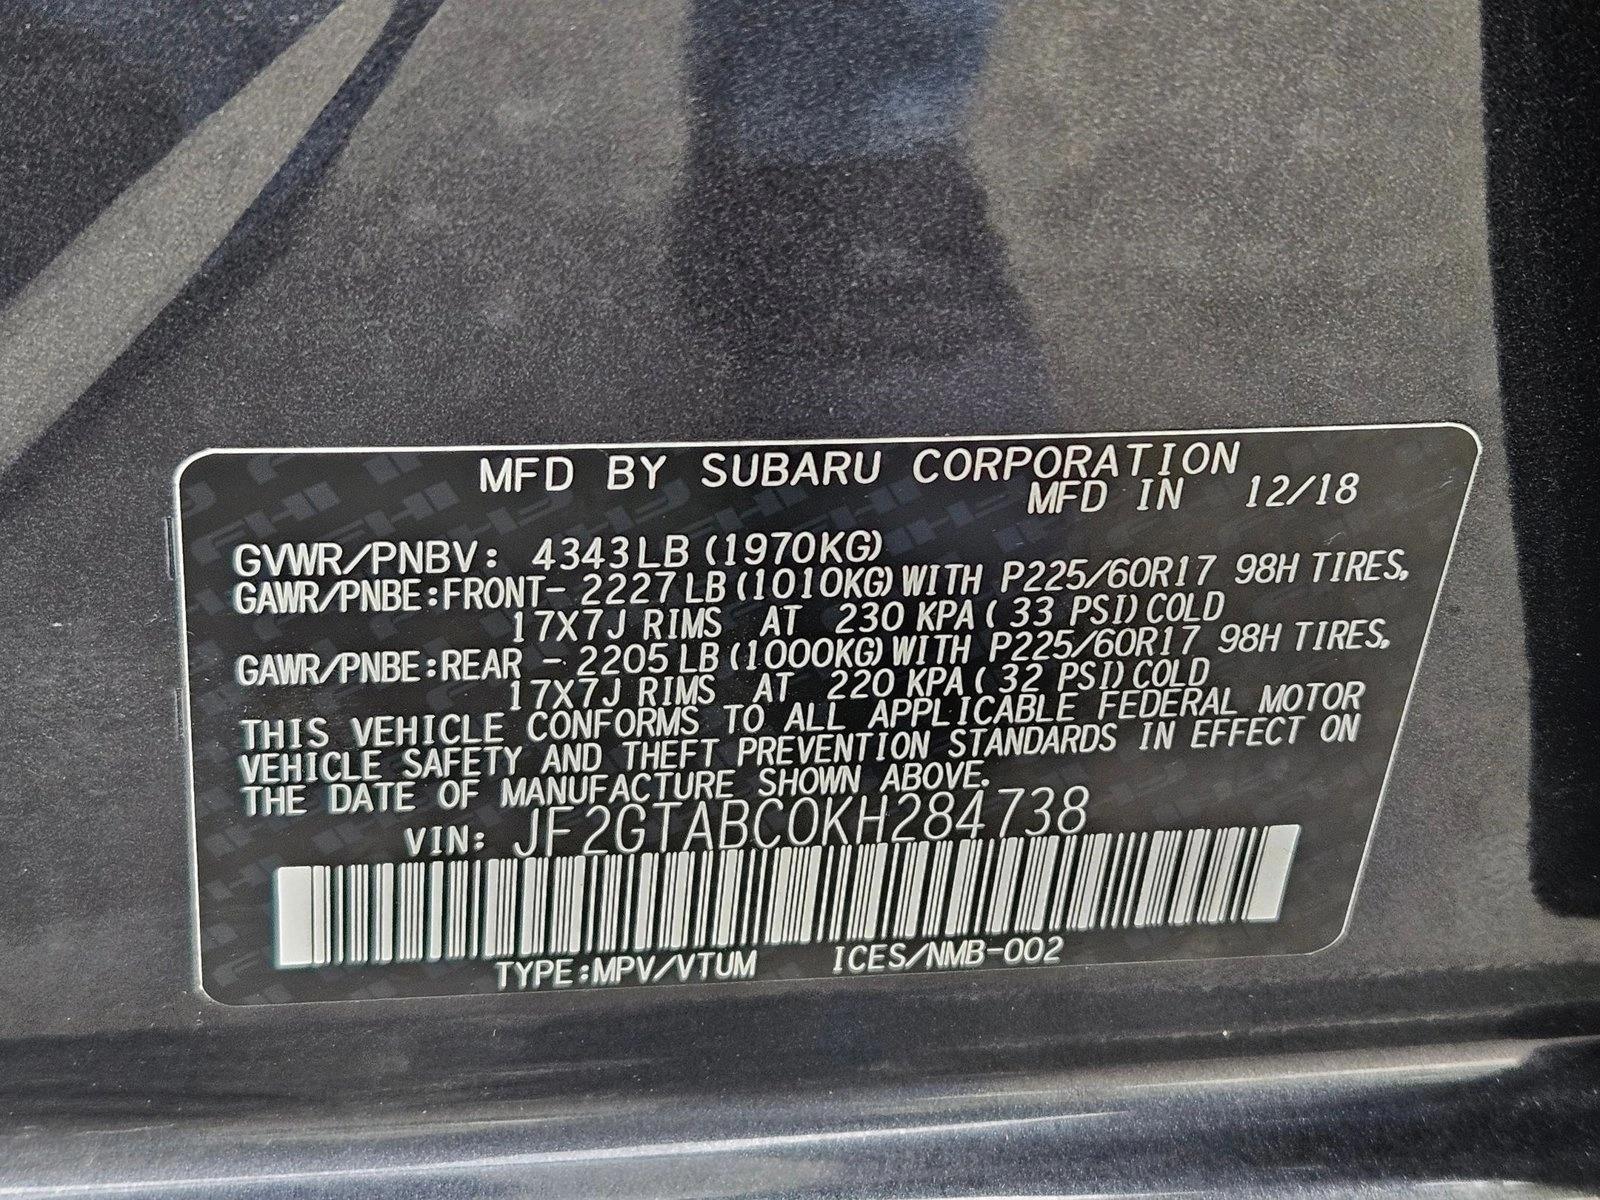 MFD BY SUBARU CORPORATION
MFD IN 12/18
GVWR/PNBV: 4343LB(1970KG)
GAWR/PNBE:FRONT- 2227LB(1010KG)WITH P225/60R17 98H TIRES,
17X7J RIMS AT 230 KPA( 33 PSI)COLD
GAWR/PNBE:REAR - 2205LB(1000KG)WITH P225/60R17 98H TIRES,
17X7J RIMS AT 220 KPA( 32 PSI)COLD
THIS VEHICLE CONFORMS TO ALL APPLICABLE FEDERAL MOTOR
VEHICLE SAFETY AND THEFT PREVENTION STANDARDS IN EFFECT ON
THE DATE OF MANUFACTURE SHOWN ABOVE.
VIN: JF2GTABC0KH284738
TYPE:MPV/VTUM ICES/NMB-002